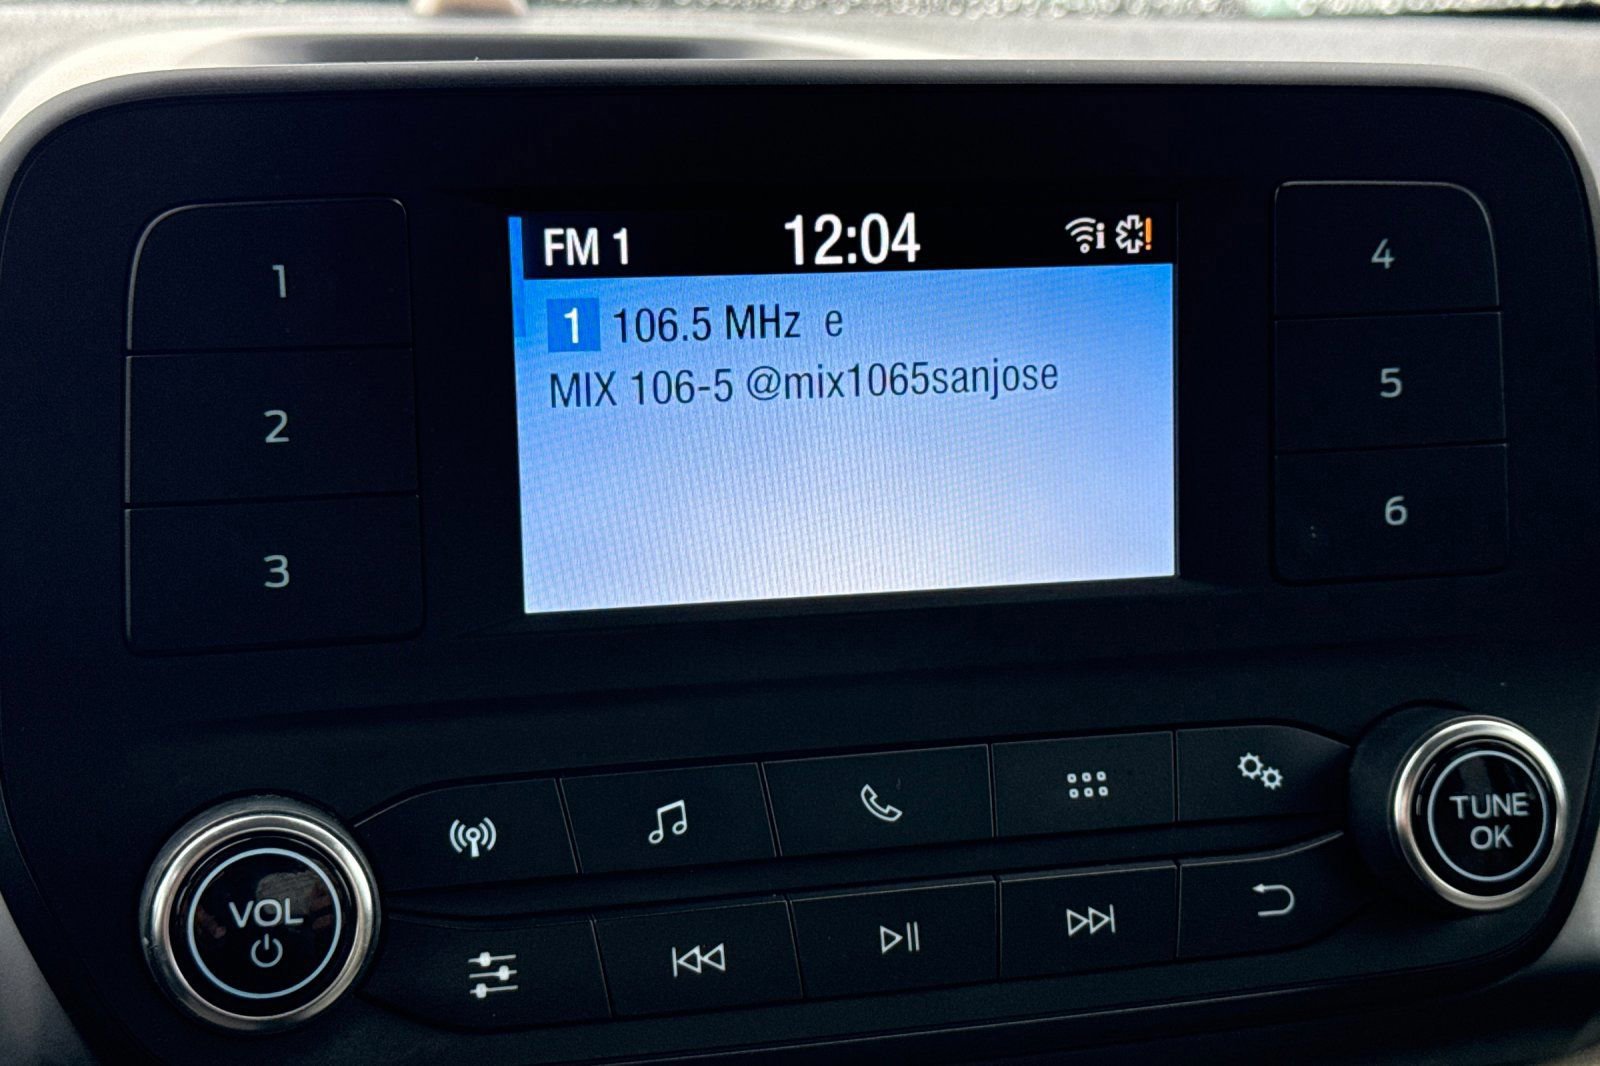 FM 1 12:04
1 106.5 MHz e
MIX 106-5 @mix1065sanjose
1
2
3
4
5
6
VOL
TUNE
OK